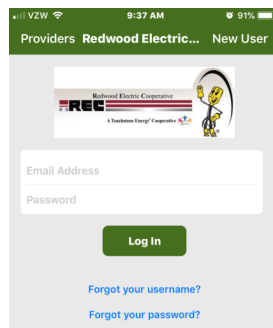 VZW 9:37 AM 91%
Providers Redwood Electric... New User
Redwood Electric Cooperative
REC
A Touchstone Energy® Cooperative
Email Address
Password
Log In
Forgot your username?
Forgot your password?